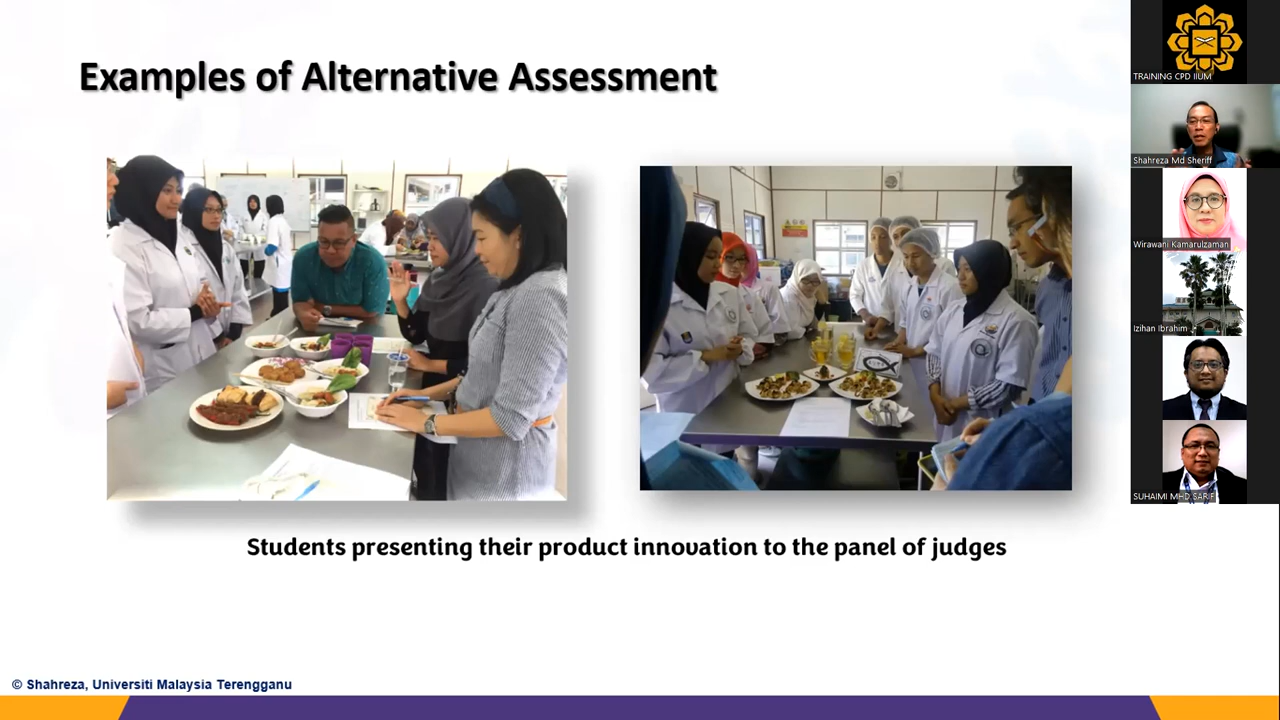 Examples of Alternative Assessment
Students presenting their product innovation to the panel of judges
© Shahreza, Universiti Malaysia Terengganu
TRAINING CPD IIUM
Shahreza Md Sheriff
Wirawani Kamarulzaman
Izihan Ibrahim
SUHAIMI MHD SARIF